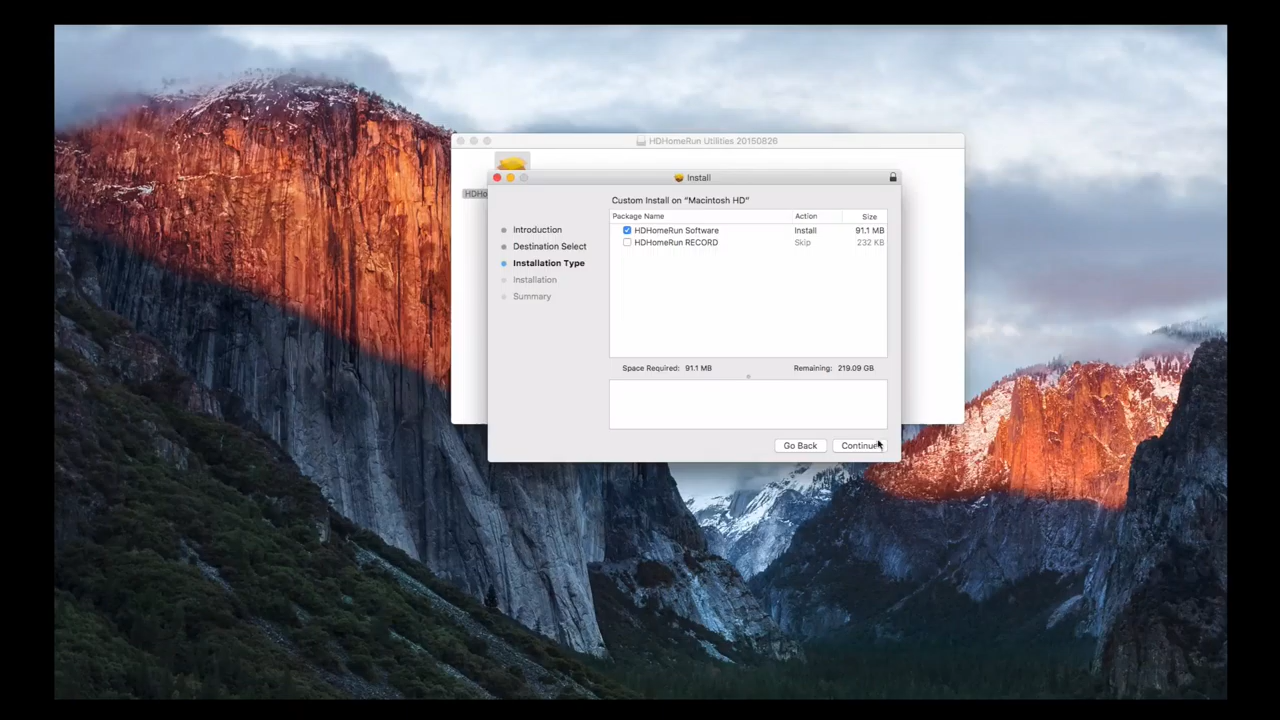 HDHomeRun Utilities 20150826
HDHo
Install
Custom Install on "Macintosh HD"
Package Name Action Size
HDHomeRun Software Install 91.1 MB
HDHomeRun RECORD Skip 232 KB
Introduction
Destination Select
Installation Type
Installation
Summary
Space Required: 91.1 MB Remaining: 219.09 GB
Go Back Continue